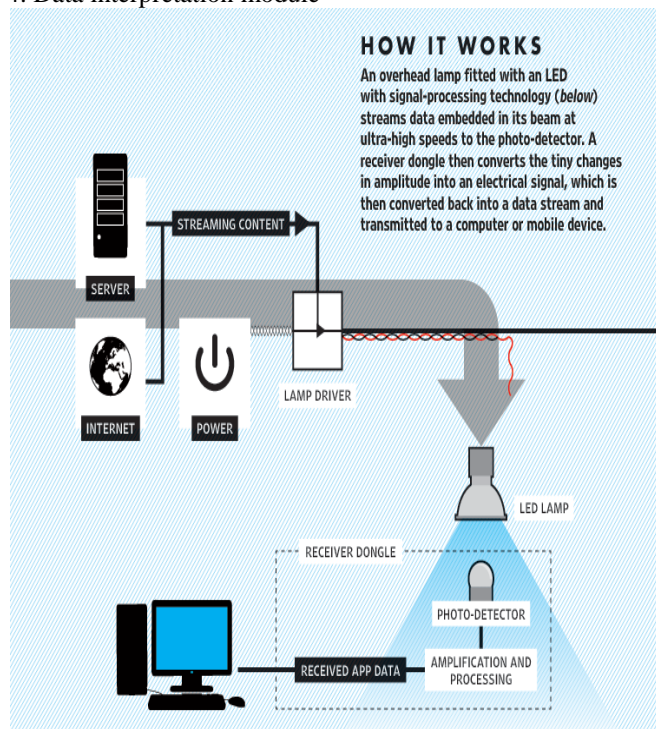 4. Data interpretation module
HOW IT WORKS
An overhead lamp fitted with an LED
with signal-processing technology (below)
streams data embedded in its beam at
ultra-high speeds to the photo-detector. A
receiver dongle then converts the tiny changes
in amplitude into an electrical signal, which is
then converted back into a data stream and
transmitted to a computer or mobile device.
STREAMING CONTENT
SERVER
INTERNET
POWER
LAMP DRIVER
LED LAMP
RECEIVER DONGLE
PHOTO-DETECTOR
RECEIVED APP DATA
AMPLIFICATION AND
PROCESSING